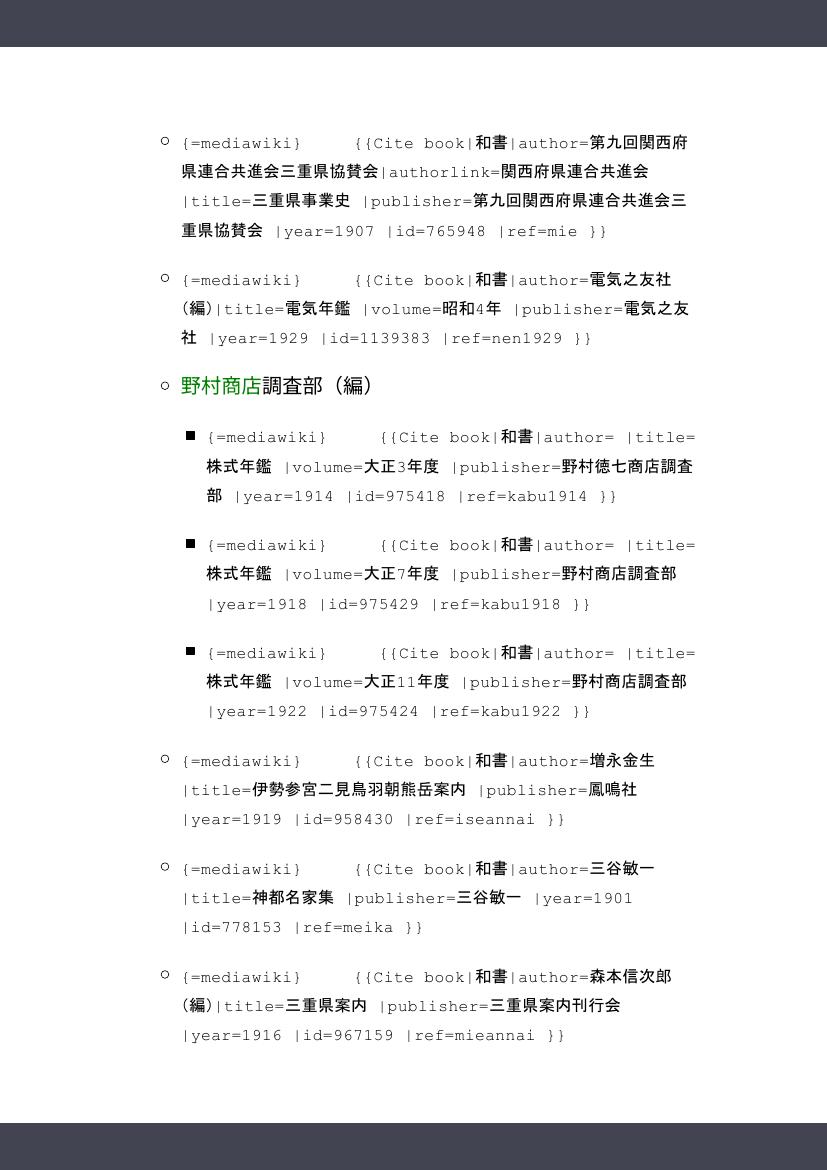 {=mediawiki} {{Cite book|和書|author=第九回関西府
県連合共進会三重県協賛会|authorlink=関西府県連合共進会
|title=三重県事業史 |publisher=第九回関西府県連合共進会三
重県協賛会 |year=1907 |id=765948 |ref=mie }}
{=mediawiki} {{Cite book|和書|author=電気之友社
(編)|title=電気年鑑 |volume=昭和4年 |publisher=電気之友
社 |year=1929 |id=1139383 |ref=nen1929 }}
野村商店調査部（編）
{=mediawiki} {{Cite book|和書|author= |title=
株式年鑑 |volume=大正3年度 |publisher=野村徳七商店調査
部 |year=1914 |id=975418 |ref=kabu1914 }}
{=mediawiki} {{Cite book|和書|author= |title=
株式年鑑 |volume=大正7年度 |publisher=野村商店調査部
|year=1918 |id=975429 |ref=kabu1918 }}
{=mediawiki} {{Cite book|和書|author= |title=
株式年鑑 |volume=大正11年度 |publisher=野村商店調査部
|year=1922 |id=975424 |ref=kabu1922 }}
{=mediawiki} {{Cite book|和書|author=増永金生
|title=伊勢参宮二見鳥羽朝熊岳案内 |publisher=鳳鳴社
|year=1919 |id=958430 |ref=iseannai }}
{=mediawiki} {{Cite book|和書|author=三谷敏一
|title=神都名家集 |publisher=三谷敏一 |year=1901
|id=778153 |ref=meika }}
{=mediawiki} {{Cite book|和書|author=森本信次郎
(編)|title=三重県案内 |publisher=三重県案内刊行会
|year=1916 |id=967159 |ref=mieannai }}